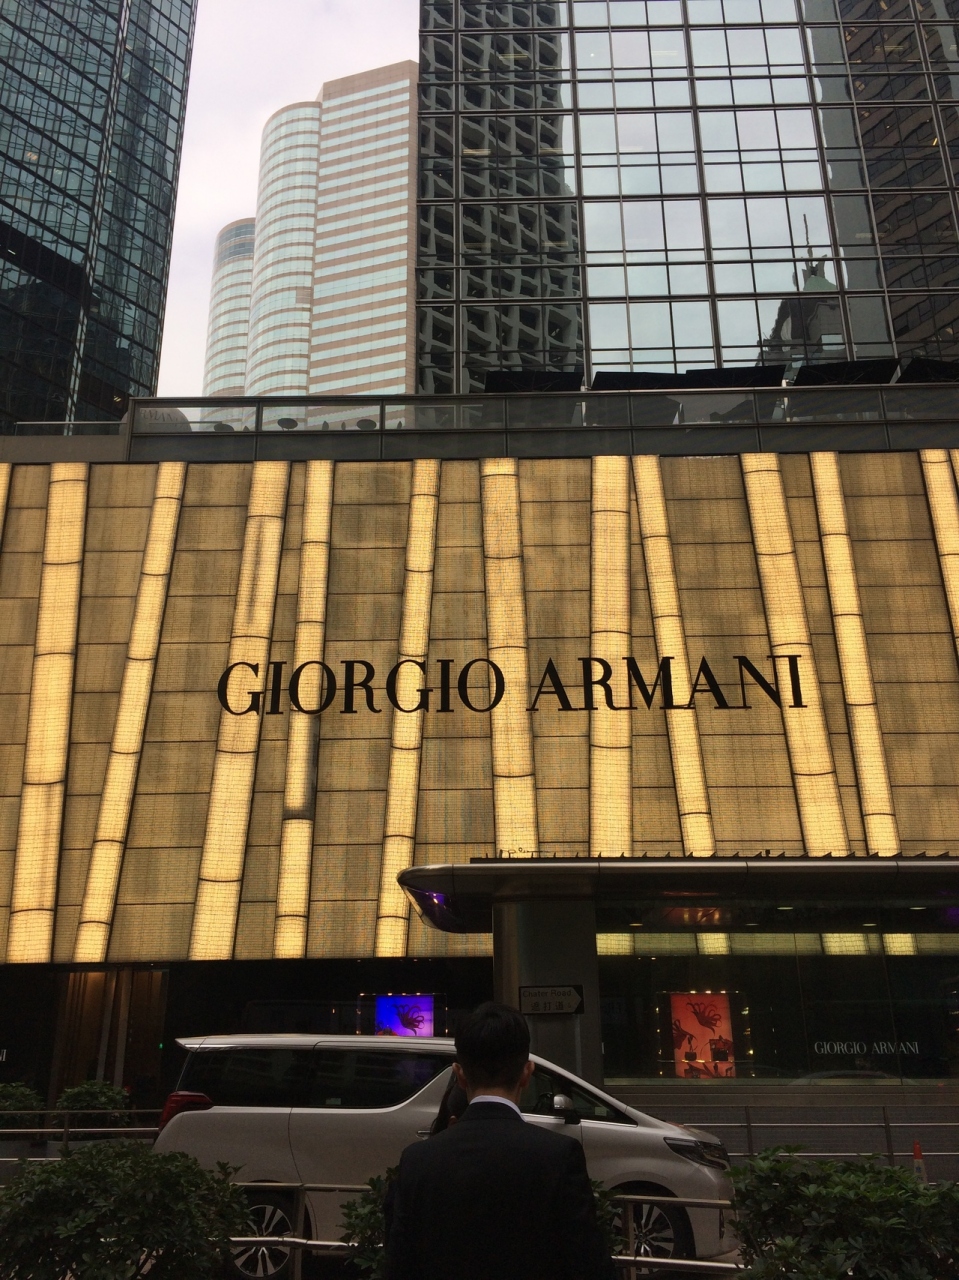 GIORGIO ARMANI
Chater Road
遮打道
GIORGIO ARMANI